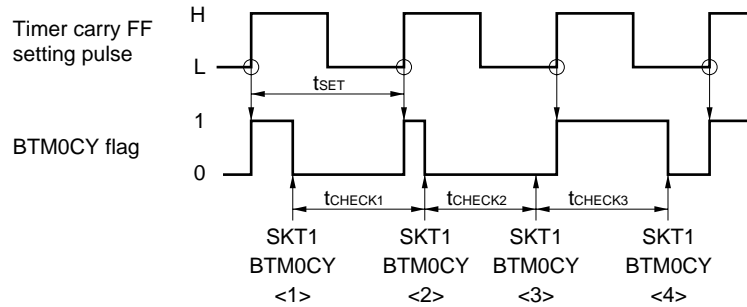 Timer carry FF
setting pulse
H
L
tSET
BTM0CY flag
1
0
tCHECK1 tCHECK2 tCHECK3
SKT1 SKT1 SKT1 SKT1
BTM0CY BTM0CY BTM0CY BTM0CY
<1> <2> <3> <4>